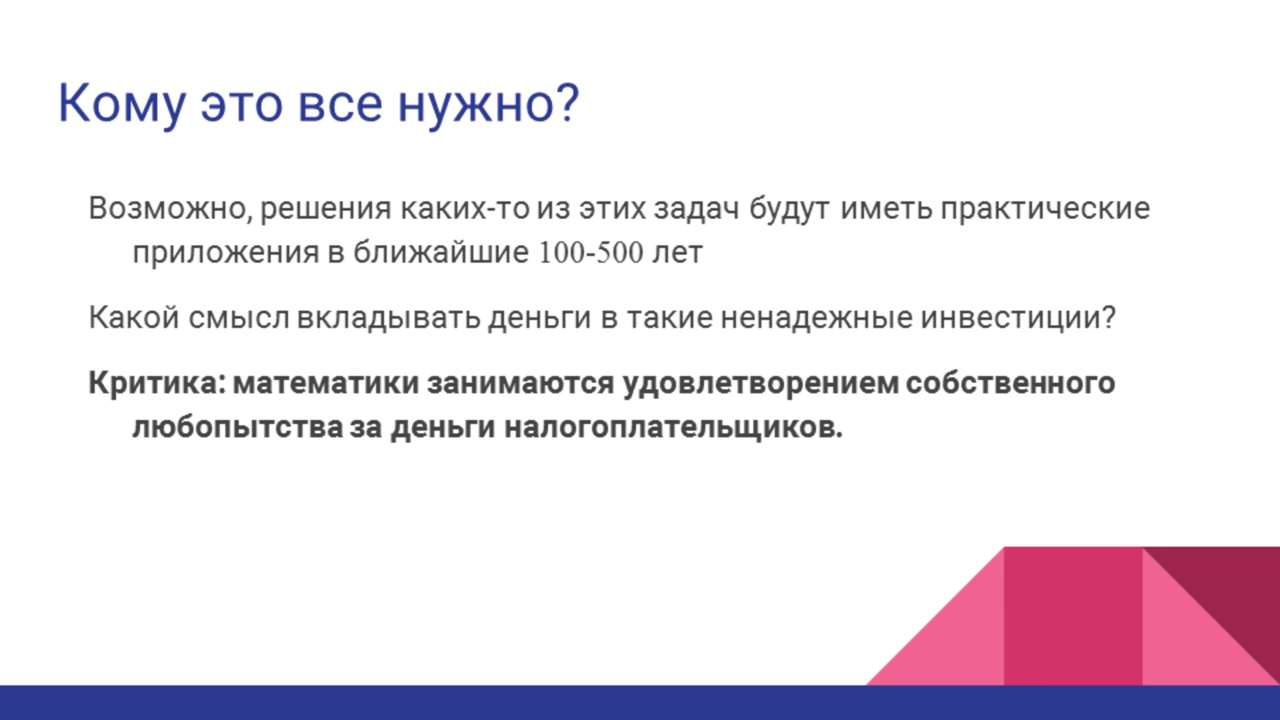 Кому это все нужно?
Возможно, решения каких-то из этих задач будут иметь практические
приложения в ближайшие 100-500 лет
Какой смысл вкладывать деньги в такие ненадежные инвестиции?
Критика: математики занимаются удовлетворением собственного
любопытства за деньги налогоплательщиков.